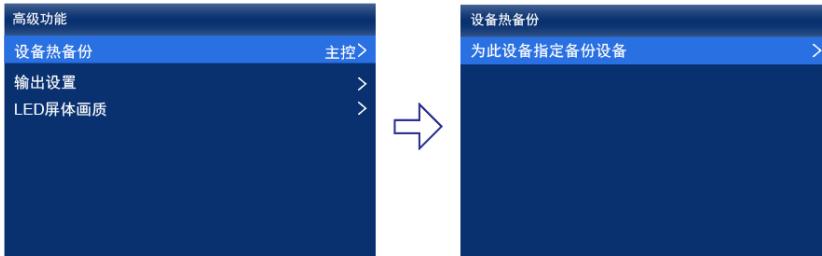 高级功能
设备热备份 主控>
输出设置 >
LED屏体画质 >
设备热备份
为此设备指定备份设备 >